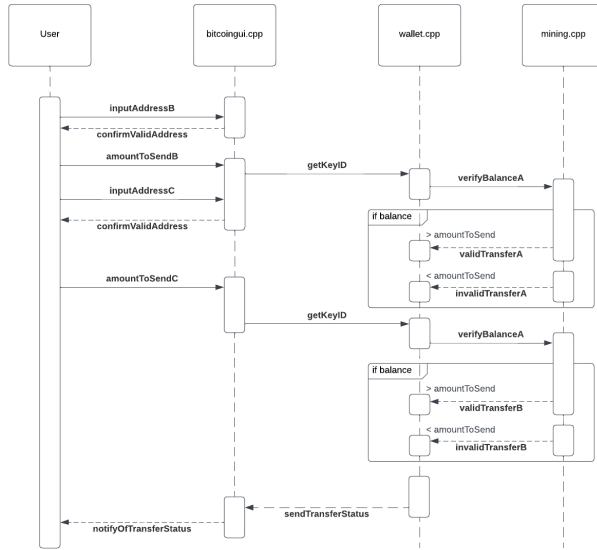 User
bitcoingui.cpp
wallet.cpp
mining.cpp
inputAddressB
confirmValidAddress
amountToSendB
getKeyID
verifyBalanceA
inputAddressC
if balance
confirmValidAddress
> amountToSend
validTransferA
amountToSendC
< amountToSend
invalidTransferA
getKeyID
verifyBalanceA
if balance
> amountToSend
validTransferB
< amountToSend
invalidTransferB
sendTransferStatus
notifyOfTransferStatus